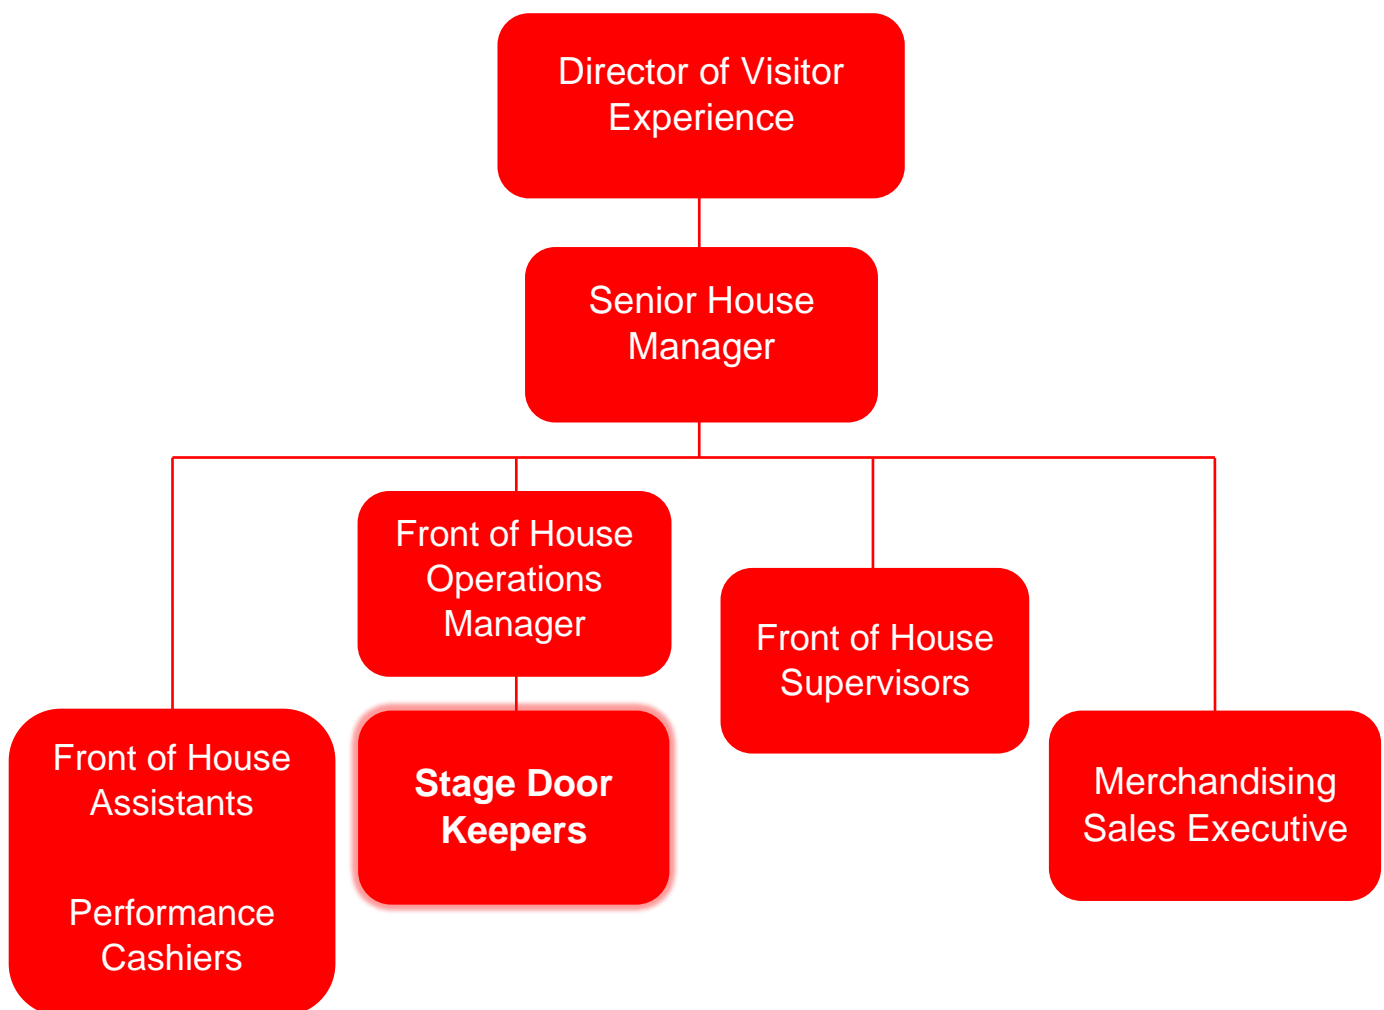 Director of Visitor
Experience
Senior House
Manager
Front of House
Operations
Manager
Front of House
Supervisors
Front of House
Assistants
Performance
Cashiers
Stage Door
Keepers
Merchandising
Sales Executive